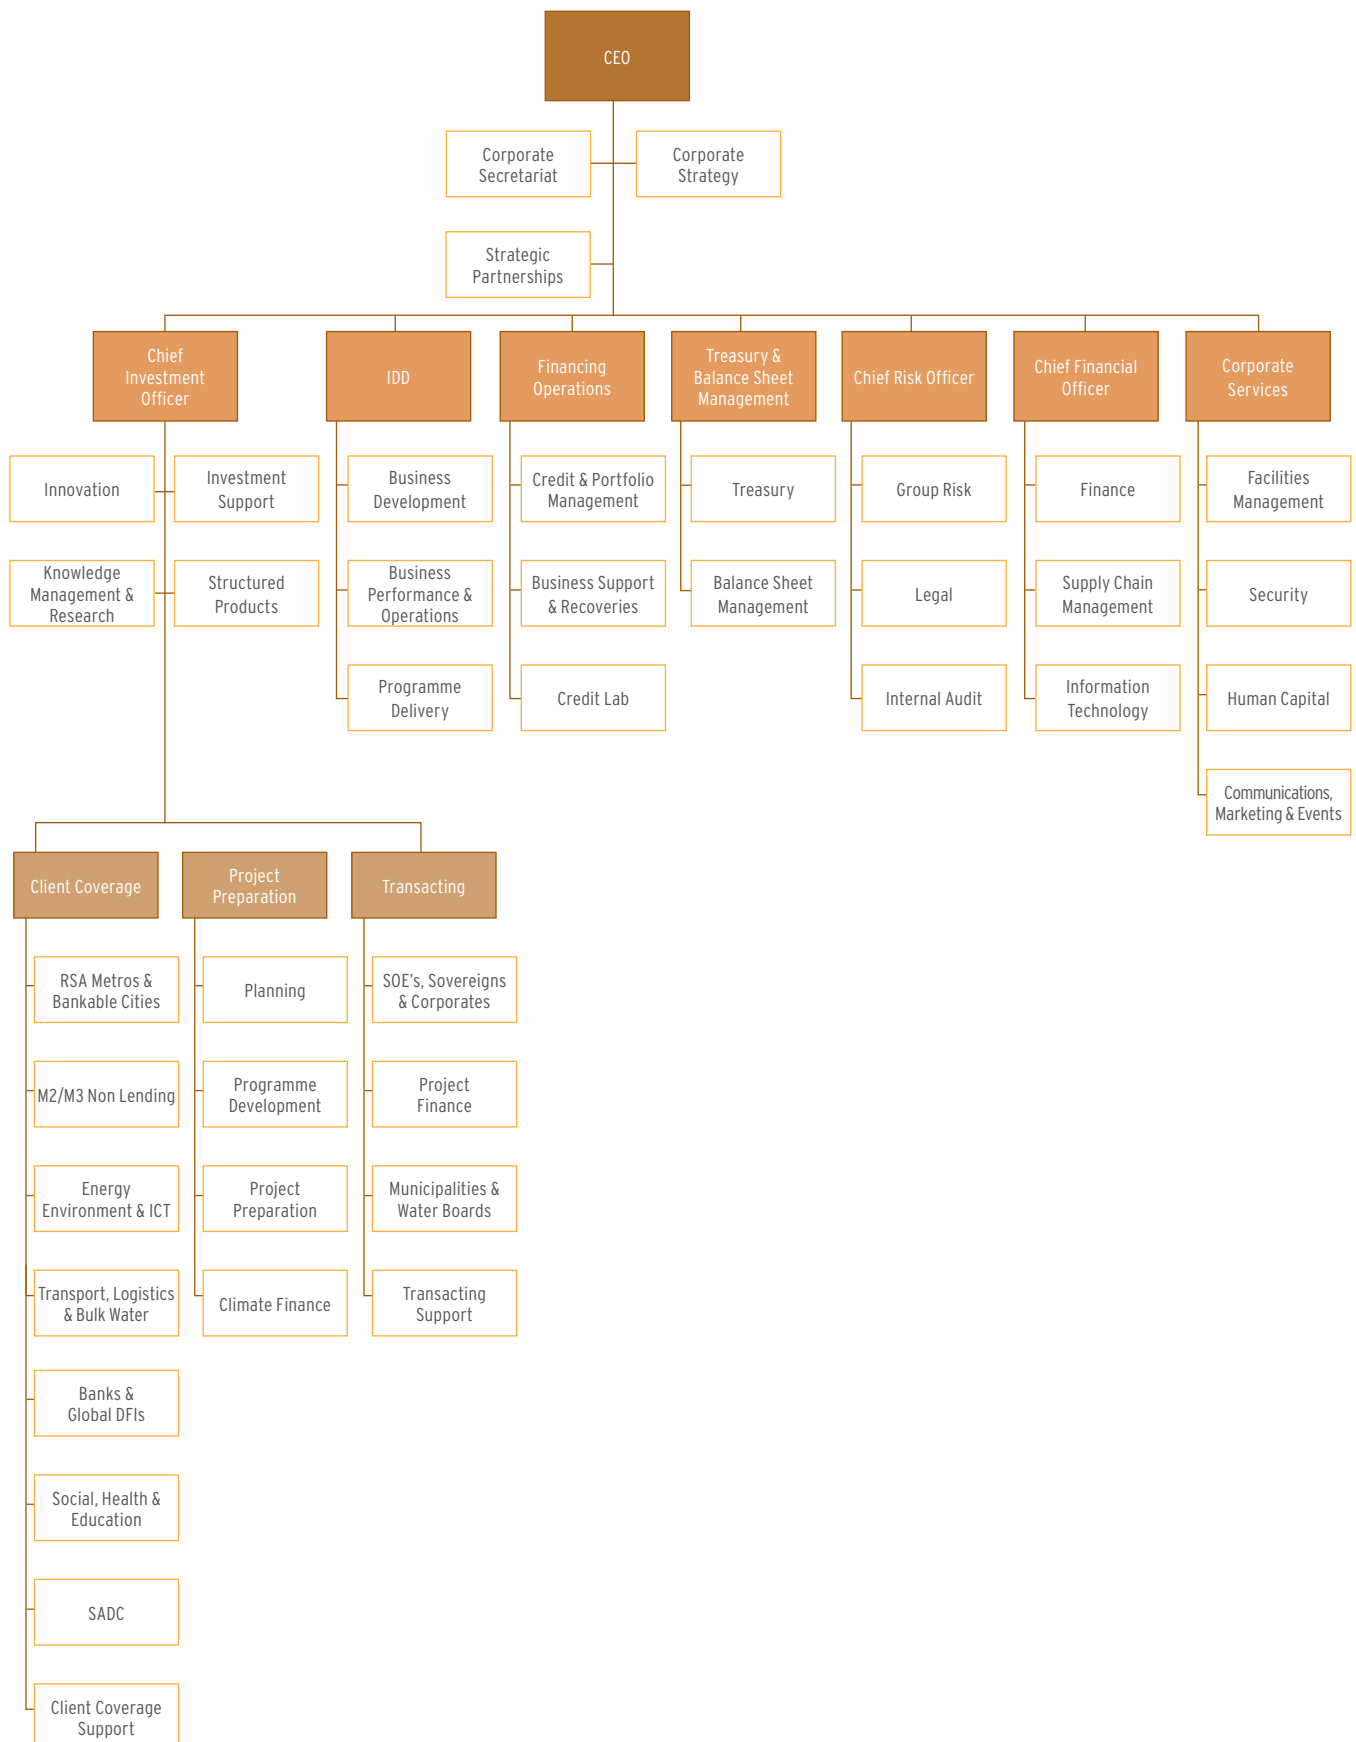 CEO
Corporate
Secretariat
Corporate
Strategy
Strategic
Partnerships
Chief
Investment
Officer
IDD
Financing
Operations
Treasury &
Balance Sheet
Management
Chief Risk Officer
Chief Financial
Officer
Corporate
Services
Innovation
Investment
Support
Knowledge
Management &
Research
Structured
Products
Business
Development
Business
Performance &
Operations
Programme
Delivery
Credit & Portfolio
Management
Business Support
& Recoveries
Credit Lab
Treasury
Balance Sheet
Management
Group Risk
Legal
Internal Audit
Finance
Supply Chain
Management
Information
Technology
Facilities
Management
Security
Human Capital
Communications,
Marketing & Events
Client Coverage
RSA Metros &
Bankable Cities
M2/M3 Non Lending
Energy
Environment & ICT
Transport, Logistics
& Bulk Water
Banks &
Global DFIs
Social, Health &
Education
SADC
Client Coverage
Support
Project
Preparation
Planning
Programme
Development
Project
Preparation
Climate Finance
Transacting
SOE's, Sovereigns
& Corporates
Project
Finance
Municipalities &
Water Boards
Transacting
Support